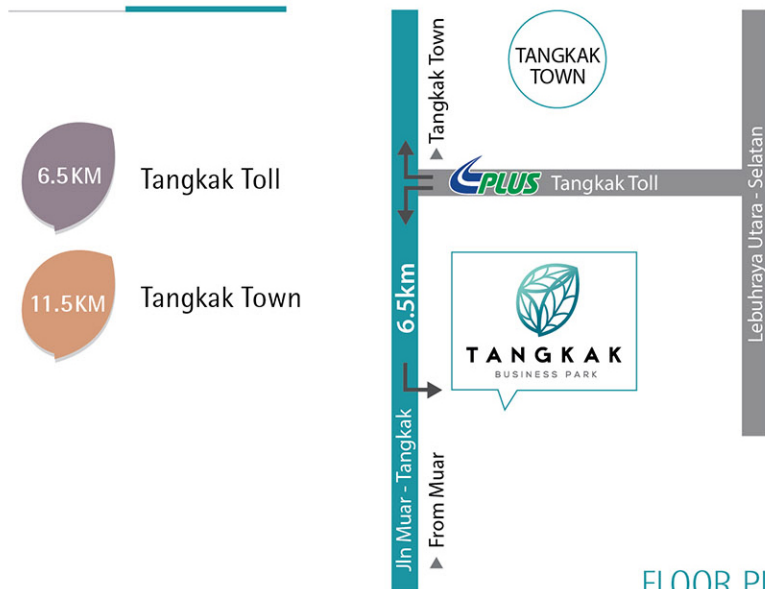 6.5KM
Tangkak Toll
11.5KM
Tangkak Town
TANGKAK
TOWN
Tangkak Town
PLUS
Tangkak Toll
Lebuhraya Utara - Selatan
6.5km
TANGKAK
BUSINESS PARK
Jln Muar - Tangkak
From Muar
FLOOR